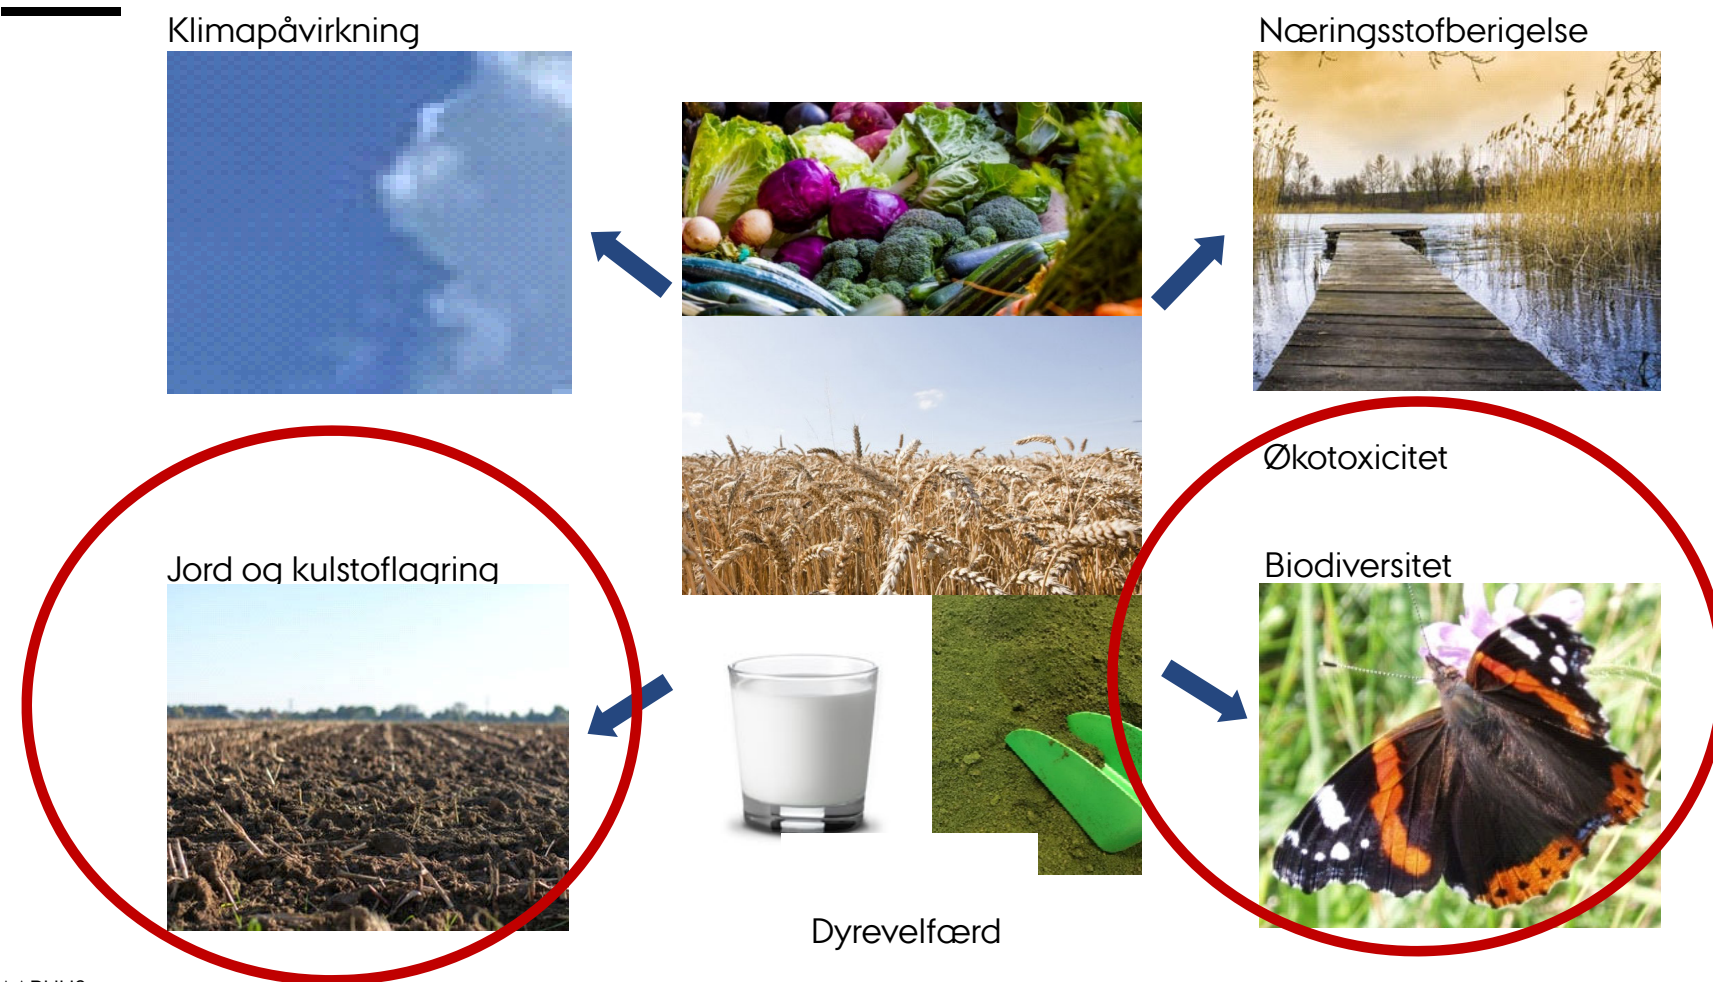 Klimapåvirkning
Næringsstofberigelse
Økotoxicitet
Jord og kulstoflagring
Biodiversitet
Dyrevelfærd